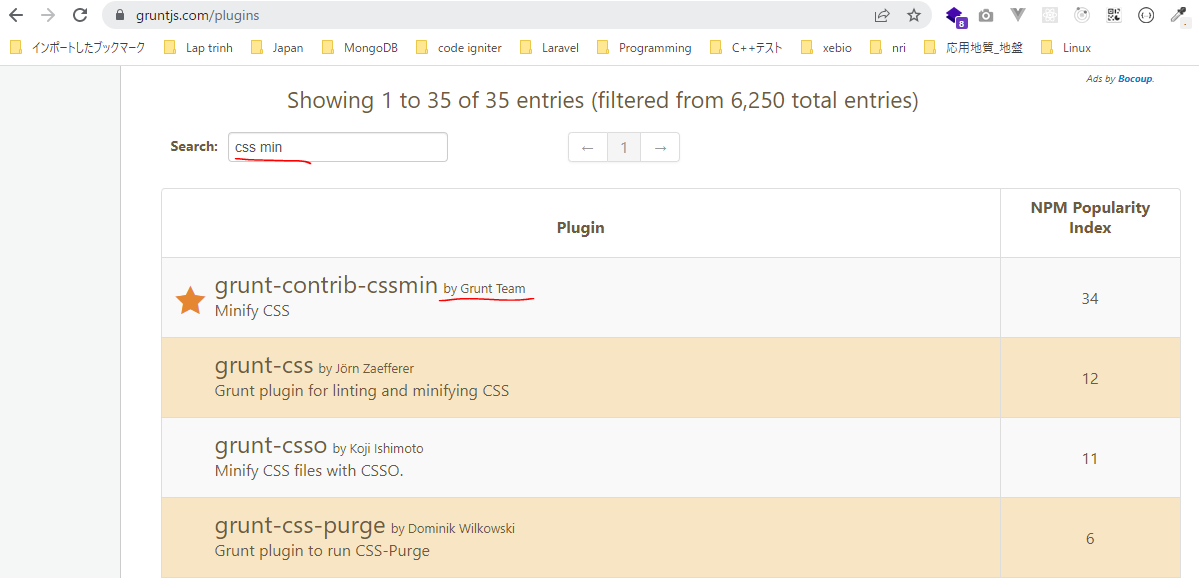 gruntjs.com/plugins
8
インポートしたブックマーク Lap trinh Japan MongoDB code igniter Laravel Programming C++テスト xebio nri 応用地質_地盤 Linux
Ads by Bocoup.
Showing 1 to 35 of 35 entries (filtered from 6,250 total entries)
Search: css min ← 1 →
Plugin
NPM Popularity
Index
grunt-contrib-cssmin by Grunt Team
Minify CSS
34
grunt-css by Jörn Zaefferer
Grunt plugin for linting and minifying CSS
12
grunt-csso by Koji Ishimoto
Minify CSS files with CSSO.
11
grunt-css-purge by Dominik Wilkowski
Grunt plugin to run CSS-Purge
6